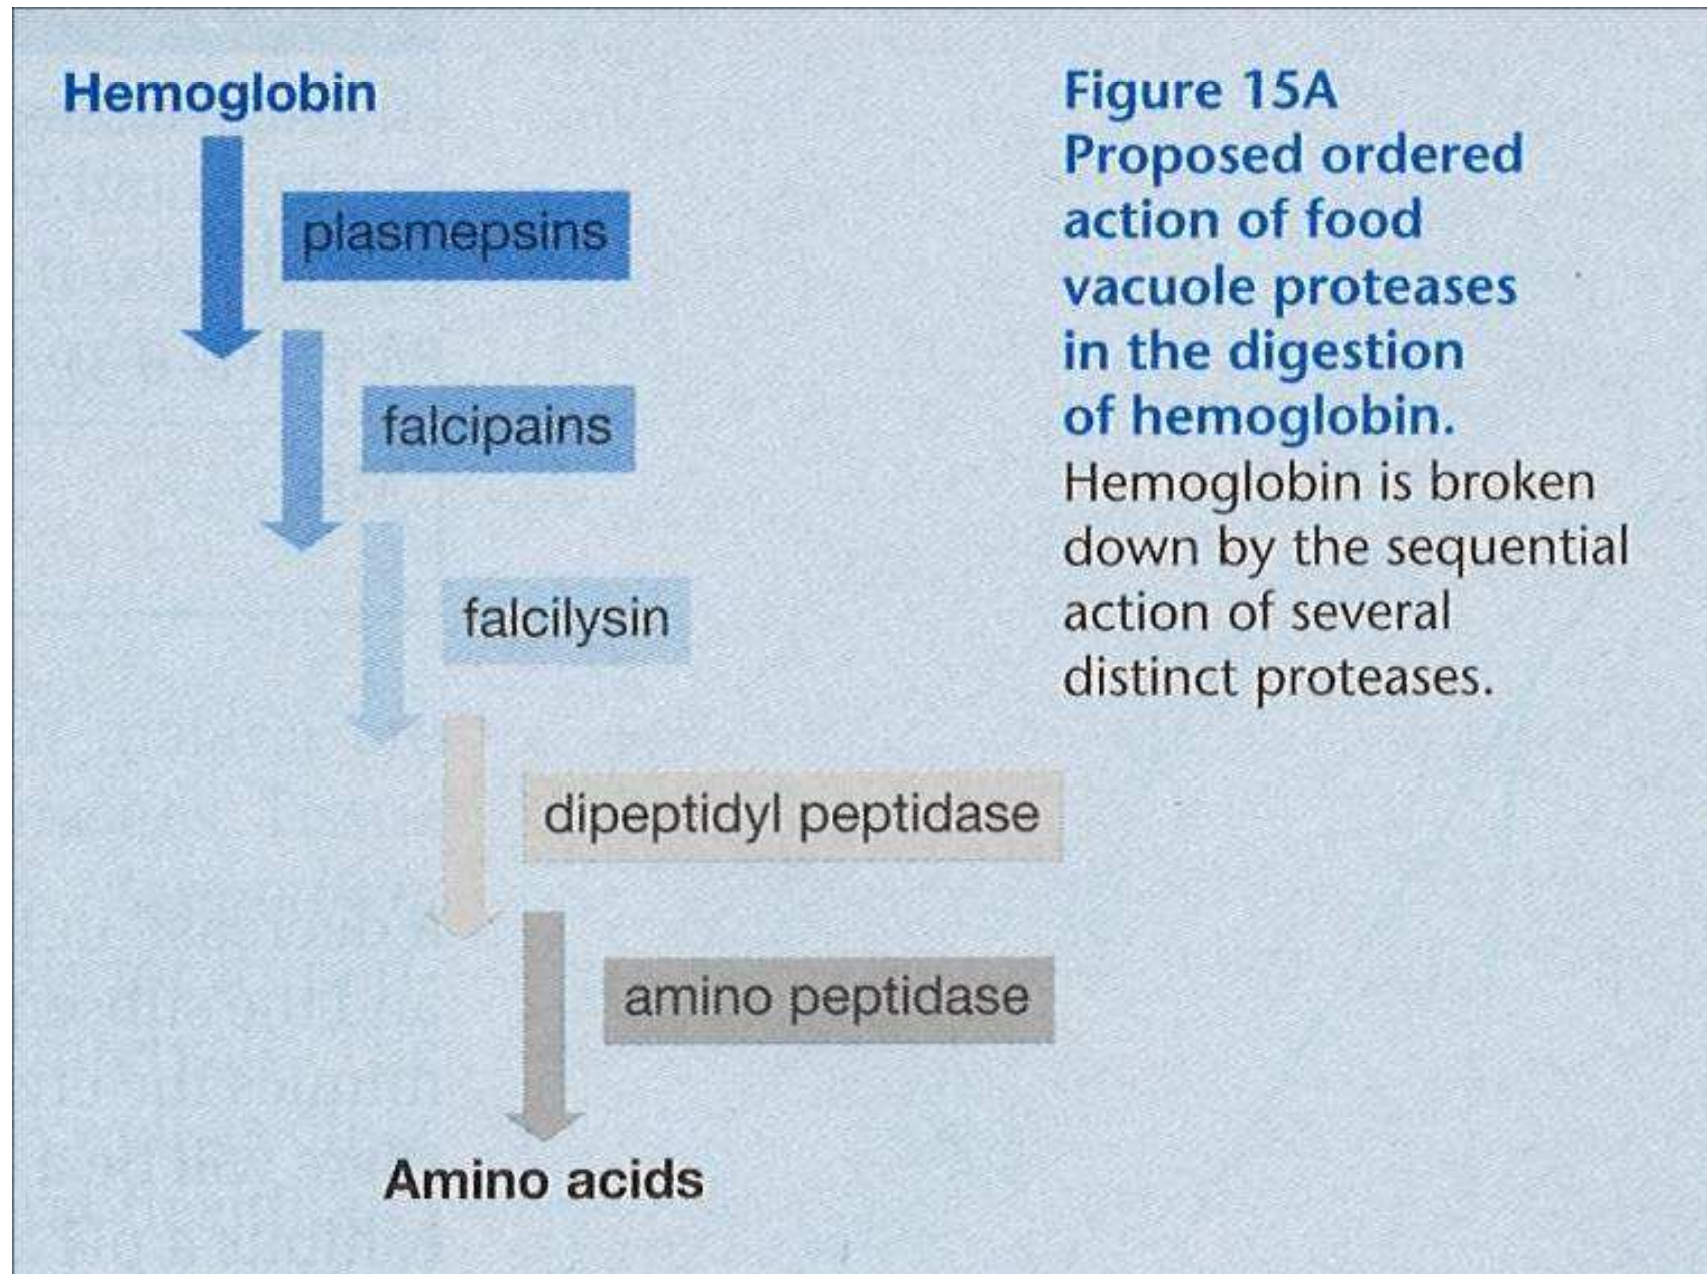 Hemoglobin
plasmepsins
falcipains
falcilysin
dipeptidyl peptidase
amino peptidase
Amino acids
Figure 15A
Proposed ordered
action of food
vacuole proteases
in the digestion
of hemoglobin.
Hemoglobin is broken
down by the sequential
action of several
distinct proteases.